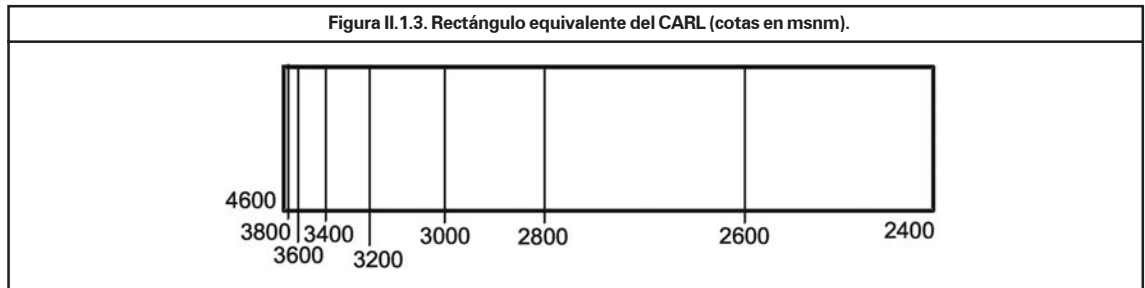 Figura II.1.3. Rectángulo equivalente del CARL (cotas en msnm).
4600
3800 3400 3000 2800 2600 2400
3600 3200